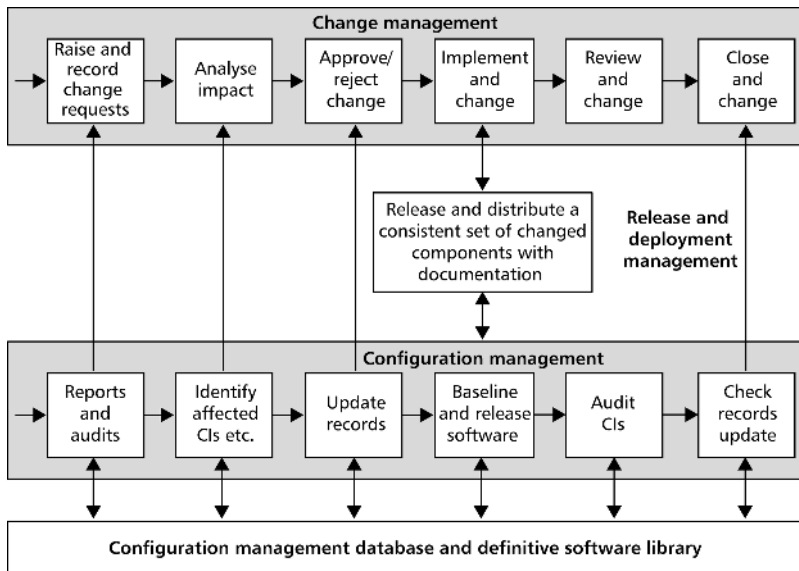 Change management
Raise and
record
change
requests
Analyse
impact
Approve/
reject
change
Implement
and
change
Review
and
change
Close
and
change
Release and distribute a
consistent set of changed
components with
documentation
Release and
deployment
management
Configuration management
Reports
and
audits
Identify
affected
CIs etc.
Update
records
Baseline
and release
software
Audit
CIs
Check
records
update
Configuration management database and definitive software library